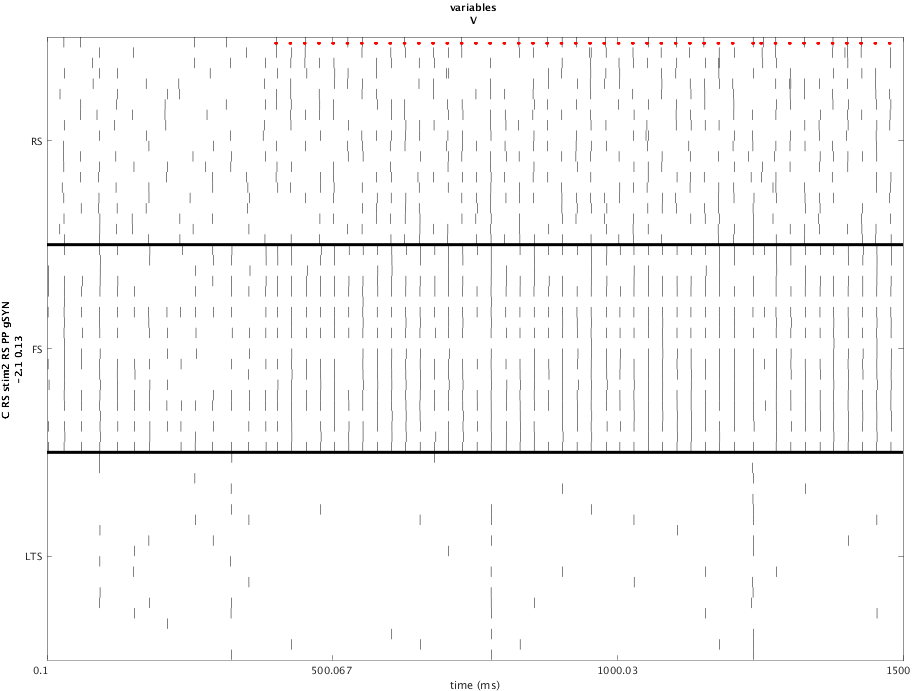 variables
V
RS
FS
LTS
C RS stim2 RS PP gSYN
-2.1 0.13
0.1
500.067
1000.03
1500
time (ms)